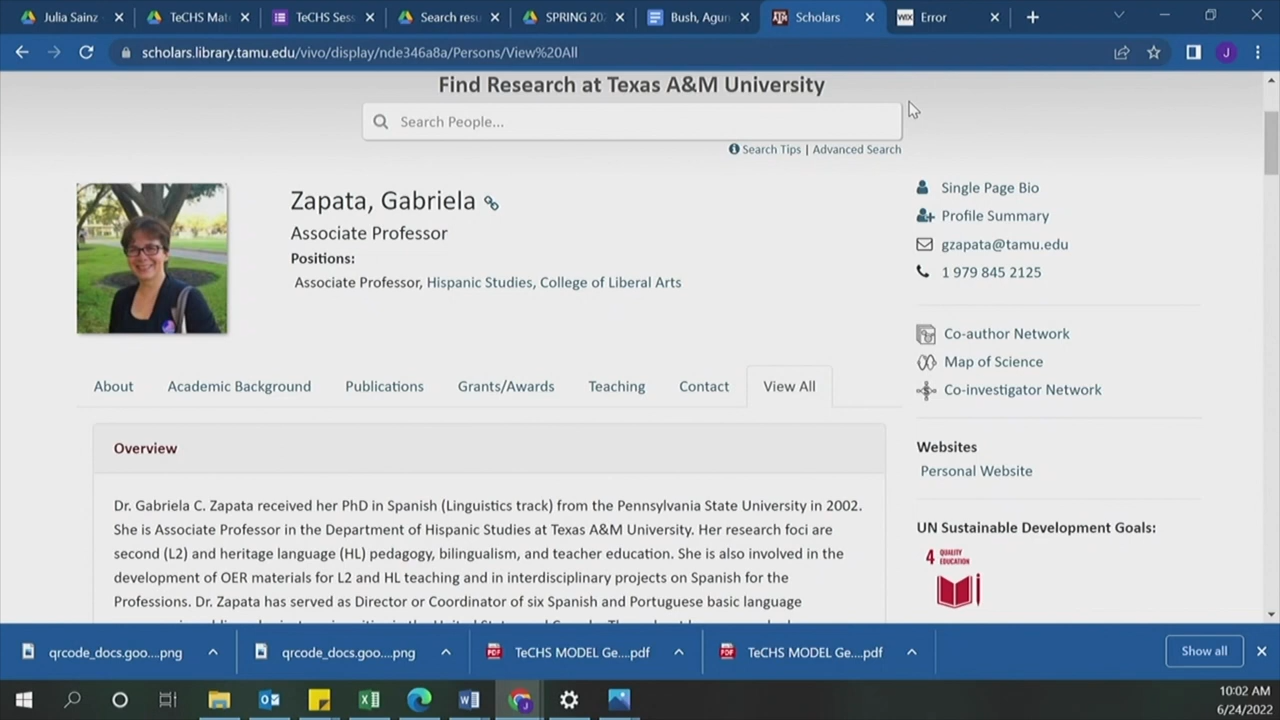 Julia Sainz
TeCHS Mat
TeCHS Sess
Search resu
SPRING 202
Bush, Agun
Scholars
Error
scholars.library.tamu.edu/vivo/display/nde346a8a/Persons/View%20All
J
Find Research at Texas A&M University
Search People...
Search Tips | Advanced Search
Zapata, Gabriela
Associate Professor
Positions:
Associate Professor, Hispanic Studies, College of Liberal Arts
Single Page Bio
Profile Summary
gzapata@tamu.edu
1 979 845 2125
Co-author Network
Map of Science
Co-investigator Network
About
Academic Background
Publications
Grants/Awards
Teaching
Contact
View All
Websites
Personal Website
UN Sustainable Development Goals:
4 QUALITY EDUCATION
Overview
Dr. Gabriela C. Zapata received her PhD in Spanish (Linguistics track) from the Pennsylvania State University in 2002.
She is Associate Professor in the Department of Hispanic Studies at Texas A&M University. Her research foci are
second (L2) and heritage language (HL) pedagogy, bilingualism, and teacher education. She is also involved in the
development of OER materials for L2 and HL teaching and in interdisciplinary projects on Spanish for the
Professions. Dr. Zapata has served as Director or Coordinator of six Spanish and Portuguese basic language
qrcode_docs.goo....png
qrcode_docs.goo....png
TeCHS MODEL Ge....pdf
TeCHS MODEL Ge....pdf
Show all
10:02 AM
6/24/2022